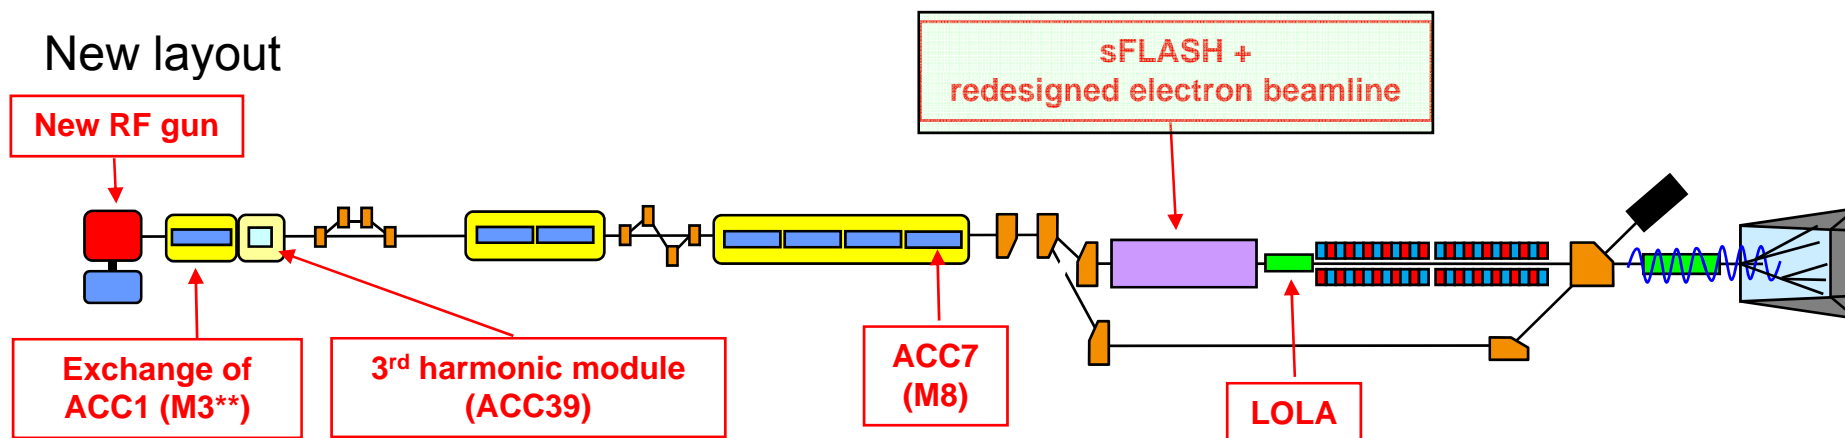 New layout
sFLASH +
redesigned electron beamline
New RF gun
Exchange of
ACC1 (M3**)
3rd harmonic module
(ACC39)
ACC7
(M8)
LOLA